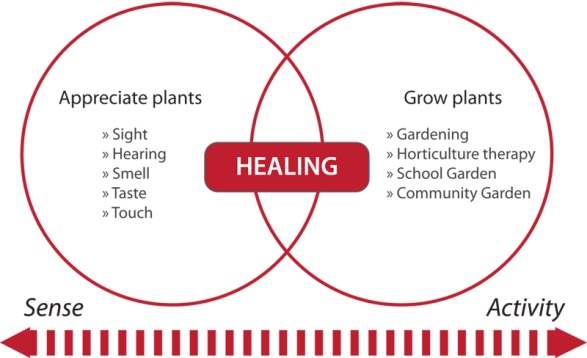 Appreciate plants
» Sight
» Hearing
» Smell
» Taste
» Touch
HEALING
Grow plants
» Gardening
» Horticulture therapy
» School Garden
» Community Garden
Sense
Activity